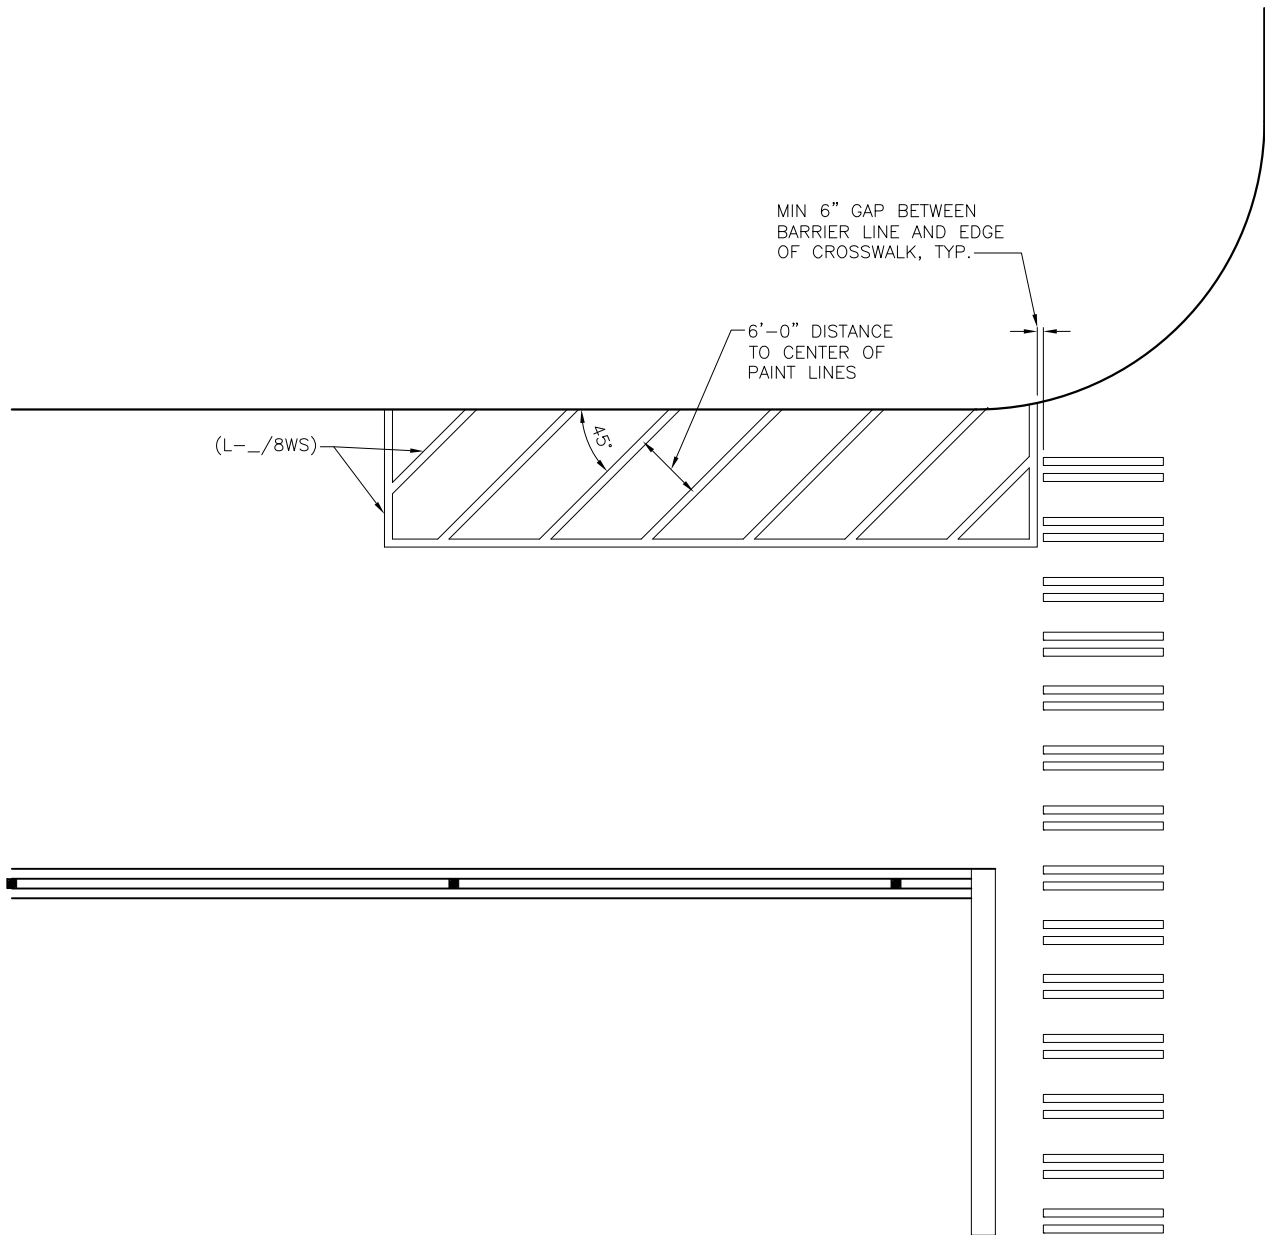 MIN 6” GAP BETWEEN
BARRIER LINE AND EDGE
OF CROSSWALK, TYP.
6’-0” DISTANCE
TO CENTER OF
PAINT LINES
(L-_/8WS)
45°